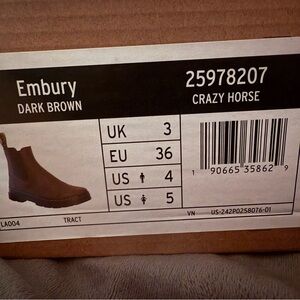 Embury
DARK BROWN
25978207
CRAZY HORSE
UK 3
EU 36
US 4
US 5
1 90665 35862 9
LA004 TRACT
VN US-242P0258076-01